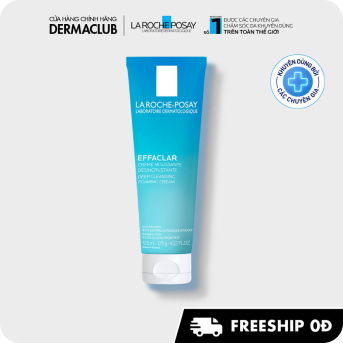 CỬA HÀNG CHÍNH HÃNG
DERMACLUB
LA ROCHE-POSAY
LABORATOIRE DERMATOLOGIQUE
SỐ 1
ĐƯỢC CÁC CHUYÊN GIA
CHĂM SÓC DA KHUYÊN DÙNG
TRÊN TOÀN THẾ GIỚI
KHUYÊN DÙNG BỞI
CÁC CHUYÊN GIA
LA ROCHE-POSAY
LABORATOIRE DERMATOLOGIQUE
EFFACLAR
CRÈME MOUSSANTE
DÉSINCRUSTANTE
DEEP CLEANSING
FOAMING CREAM
FREESHIP 0Đ